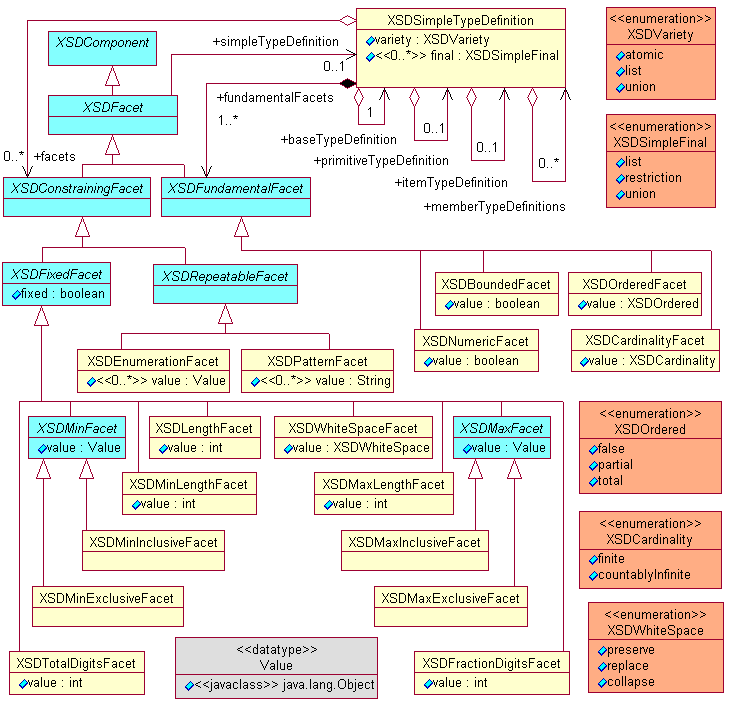 XSDComponent
XSDFacet
+simpleTypeDefinition
0..1
XSDSimpleTypeDefinition
variety : XSDVariety
<<0..*>> final : XSDSimpleFinal
+fundamentalFacets
1..*
1
+baseTypeDefinition
0..1
+primitiveTypeDefinition
0..1
+itemTypeDefinition
0..*
+memberTypeDefinitions
0..*
+facets
<<enumeration>>
XSDVariety
atomic
list
union
<<enumeration>>
XSDSimpleFinal
list
restriction
union
XSDConstrainingFacet
XSDFundamentalFacet
XSDFixedFacet
fixed : boolean
XSDRepeatableFacet
XSDBoundedFacet
value : boolean
XSDOrderedFacet
value : XSDOrdered
XSDNumericFacet
value : boolean
XSDCardinalityFacet
value : XSDCardinality
XSDEnumerationFacet
<<0..*>> value : Value
XSDPatternFacet
<<0..*>> value : String
XSDMinFacet
value : Value
XSDLengthFacet
value : int
XSDWhiteSpaceFacet
value : XSDWhiteSpace
XSDMaxFacet
value : Value
<<enumeration>>
XSDOrdered
false
partial
total
XSDMinLengthFacet
value : int
XSDMaxLengthFacet
value : int
XSDMinInclusiveFacet
XSDMaxInclusiveFacet
<<enumeration>>
XSDCardinality
finite
countablyInfinite
XSDMinExclusiveFacet
XSDMaxExclusiveFacet
<<enumeration>>
XSDWhiteSpace
preserve
replace
collapse
XSDTotalDigitsFacet
value : int
<<datatype>>
Value
<<javaclass>> java.lang.Object
XSDFractionDigitsFacet
value : int